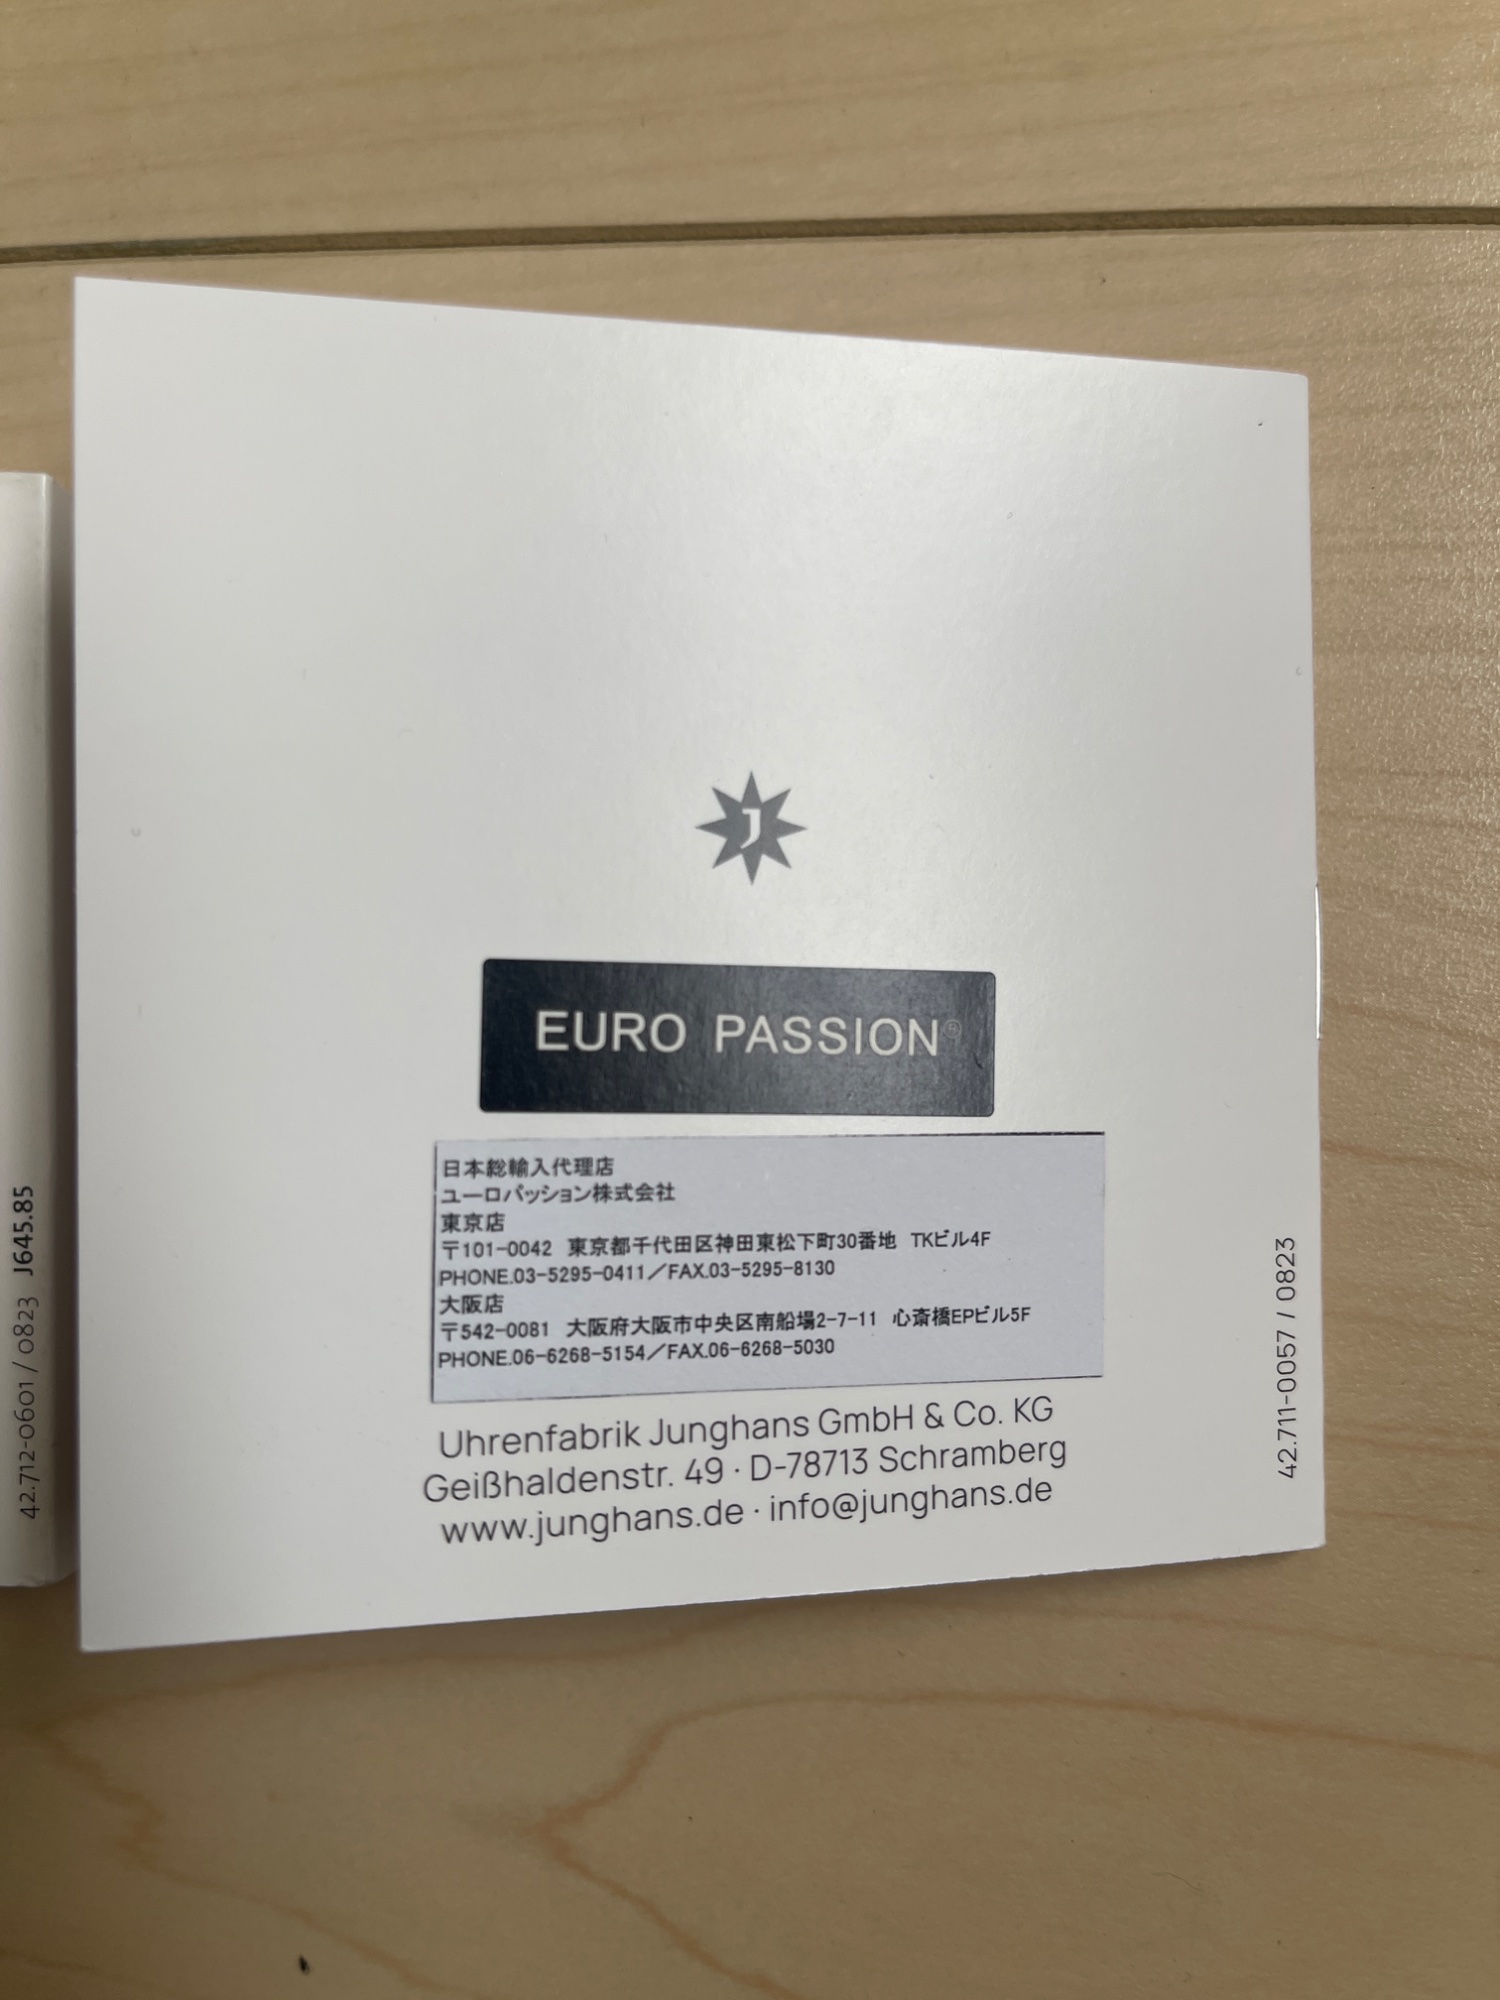 J
EURO PASSION®
日本総輸入代理店
ユーロパッション株式会社
東京店
〒101-0042 東京都千代田区神田東松下町30番地 TKビル4F
PHONE.03-5295-0411／FAX.03-5295-8130
大阪店
〒542-0081 大阪府大阪市中央区南船場2-7-11 心斎橋EPビル5F
PHONE.06-6268-5154／FAX.06-6268-5030
Uhrenfabrik Junghans GmbH & Co. KG
Geißhaldenstr. 49 · D-78713 Schramberg
www.junghans.de · info@junghans.de
42.711-0057 / 0823
42.712-0601 / 0823 J645.85